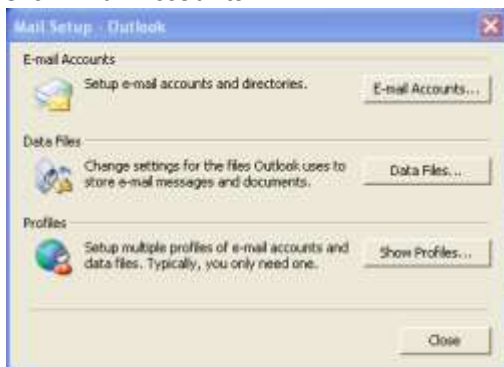 Mail Setup - Outlook
E-mail Accounts
Setup e-mail accounts and directories.
E-mail Accounts...
Data Files
Change settings for the files Outlook uses to
store e-mail messages and documents.
Data Files...
Profiles
Setup multiple profiles of e-mail accounts and
data files. Typically, you only need one.
Show Profiles...
Close